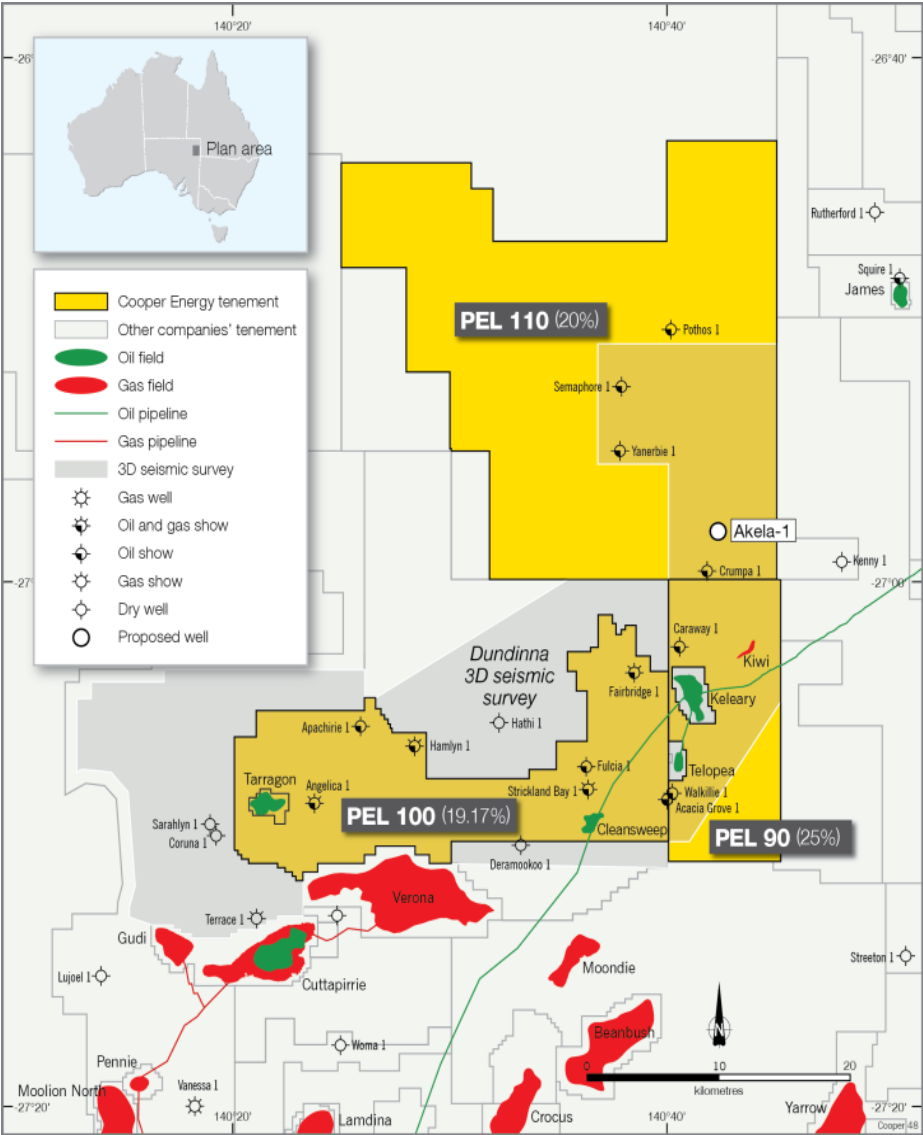 140°20'
140°40'
-26°
-26°40'
Plan area
Rutherford 1
Squire 1
James
Cooper Energy tenement
Other companies' tenement
Oil field
Gas field
Oil pipeline
Gas pipeline
3D seismic survey
Gas well
Oil and gas show
Oil show
Gas show
Dry well
Proposed well
PEL 110 (20%)
Pothos 1
Semaphore 1
Yanerbie 1
Akela-1
Kenny 1
Crumpa 1
-27°
-27°00'
Caraway 1
Kiwi
Dundinna
3D seismic
survey
Fairbridge 1
Keleary
Hathi 1
Apachirie 1
Hamlyn 1
Fulcia 1
Telopea
Tarragon
Angelica 1
Strickland Bay 1
Walkillie 1
Acacia Grove 1
PEL 100 (19.17%)
Cleansweep
PEL 90 (25%)
Sarahlyn 1
Coruna 1
Deramookoo 1
Verona
Terrace 1
Gudi
Cuttapirrie
Lujoel 1
Moondie
Streeton 1
Beanbush
N
Woma 1
Pennie
Vanessa 1
Moolion North
0 10 20
kilometres
Yarrow
-27°20'
140°20'
Landina
Crocus
140°40'
-27°20'
Cooper 48